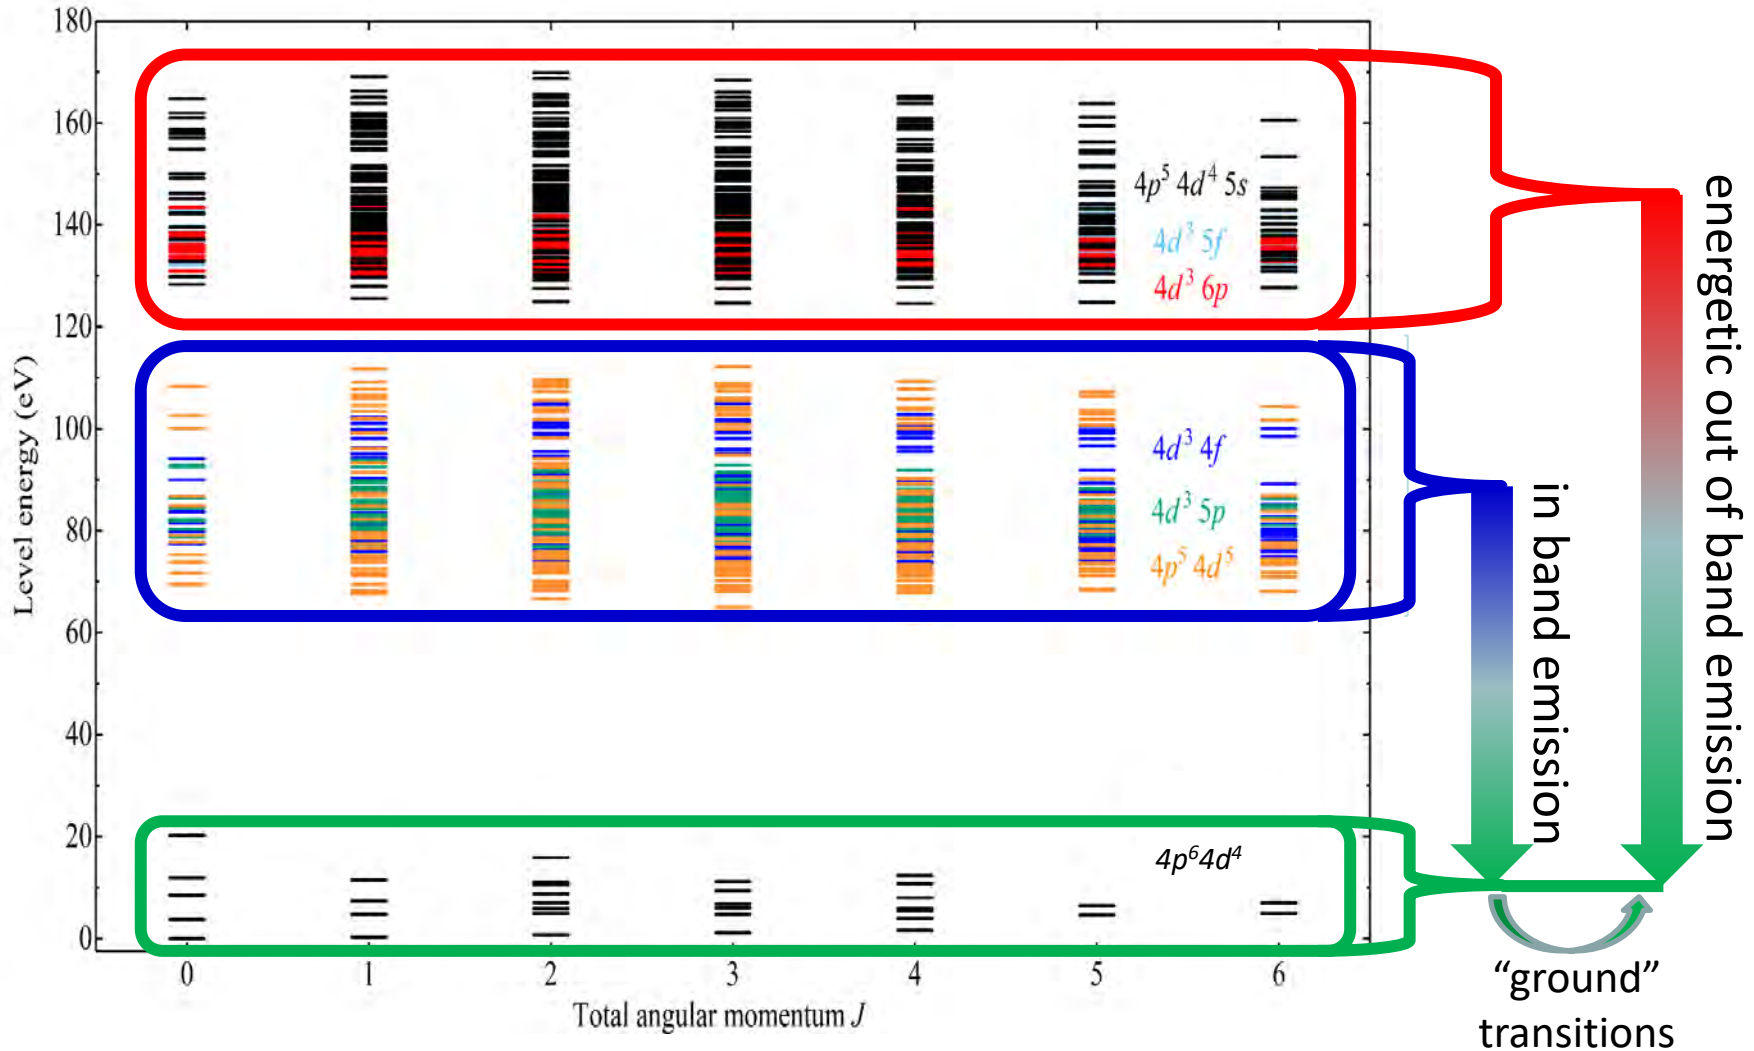 180
160
140
120
100
80
60
40
20
0
Level energy (eV)
0 1 2 3 4 5 6
Total angular momentum J
4p⁵ 4d⁴ 5s
4d³ 5f
4d³ 6p
4d³ 4f
4d³ 5p
4p⁵ 4d⁵
4p⁶4d⁴
in band emission
energetic out of band emission
“ground”
transitions